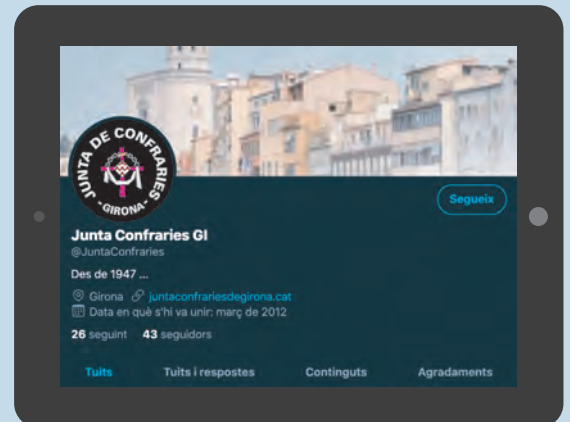 JUNTA DE CONFRARIES
-GIRONA-
Segueix
Junta Confraries GI
@JuntaConfraries
Des de 1947 ...
Girona juntaconfrariesdegirona.cat
Data en què s'hi va unir: març de 2012
26 seguint 43 seguidors
Tuits Tuits i respostes Continguts Agradaments